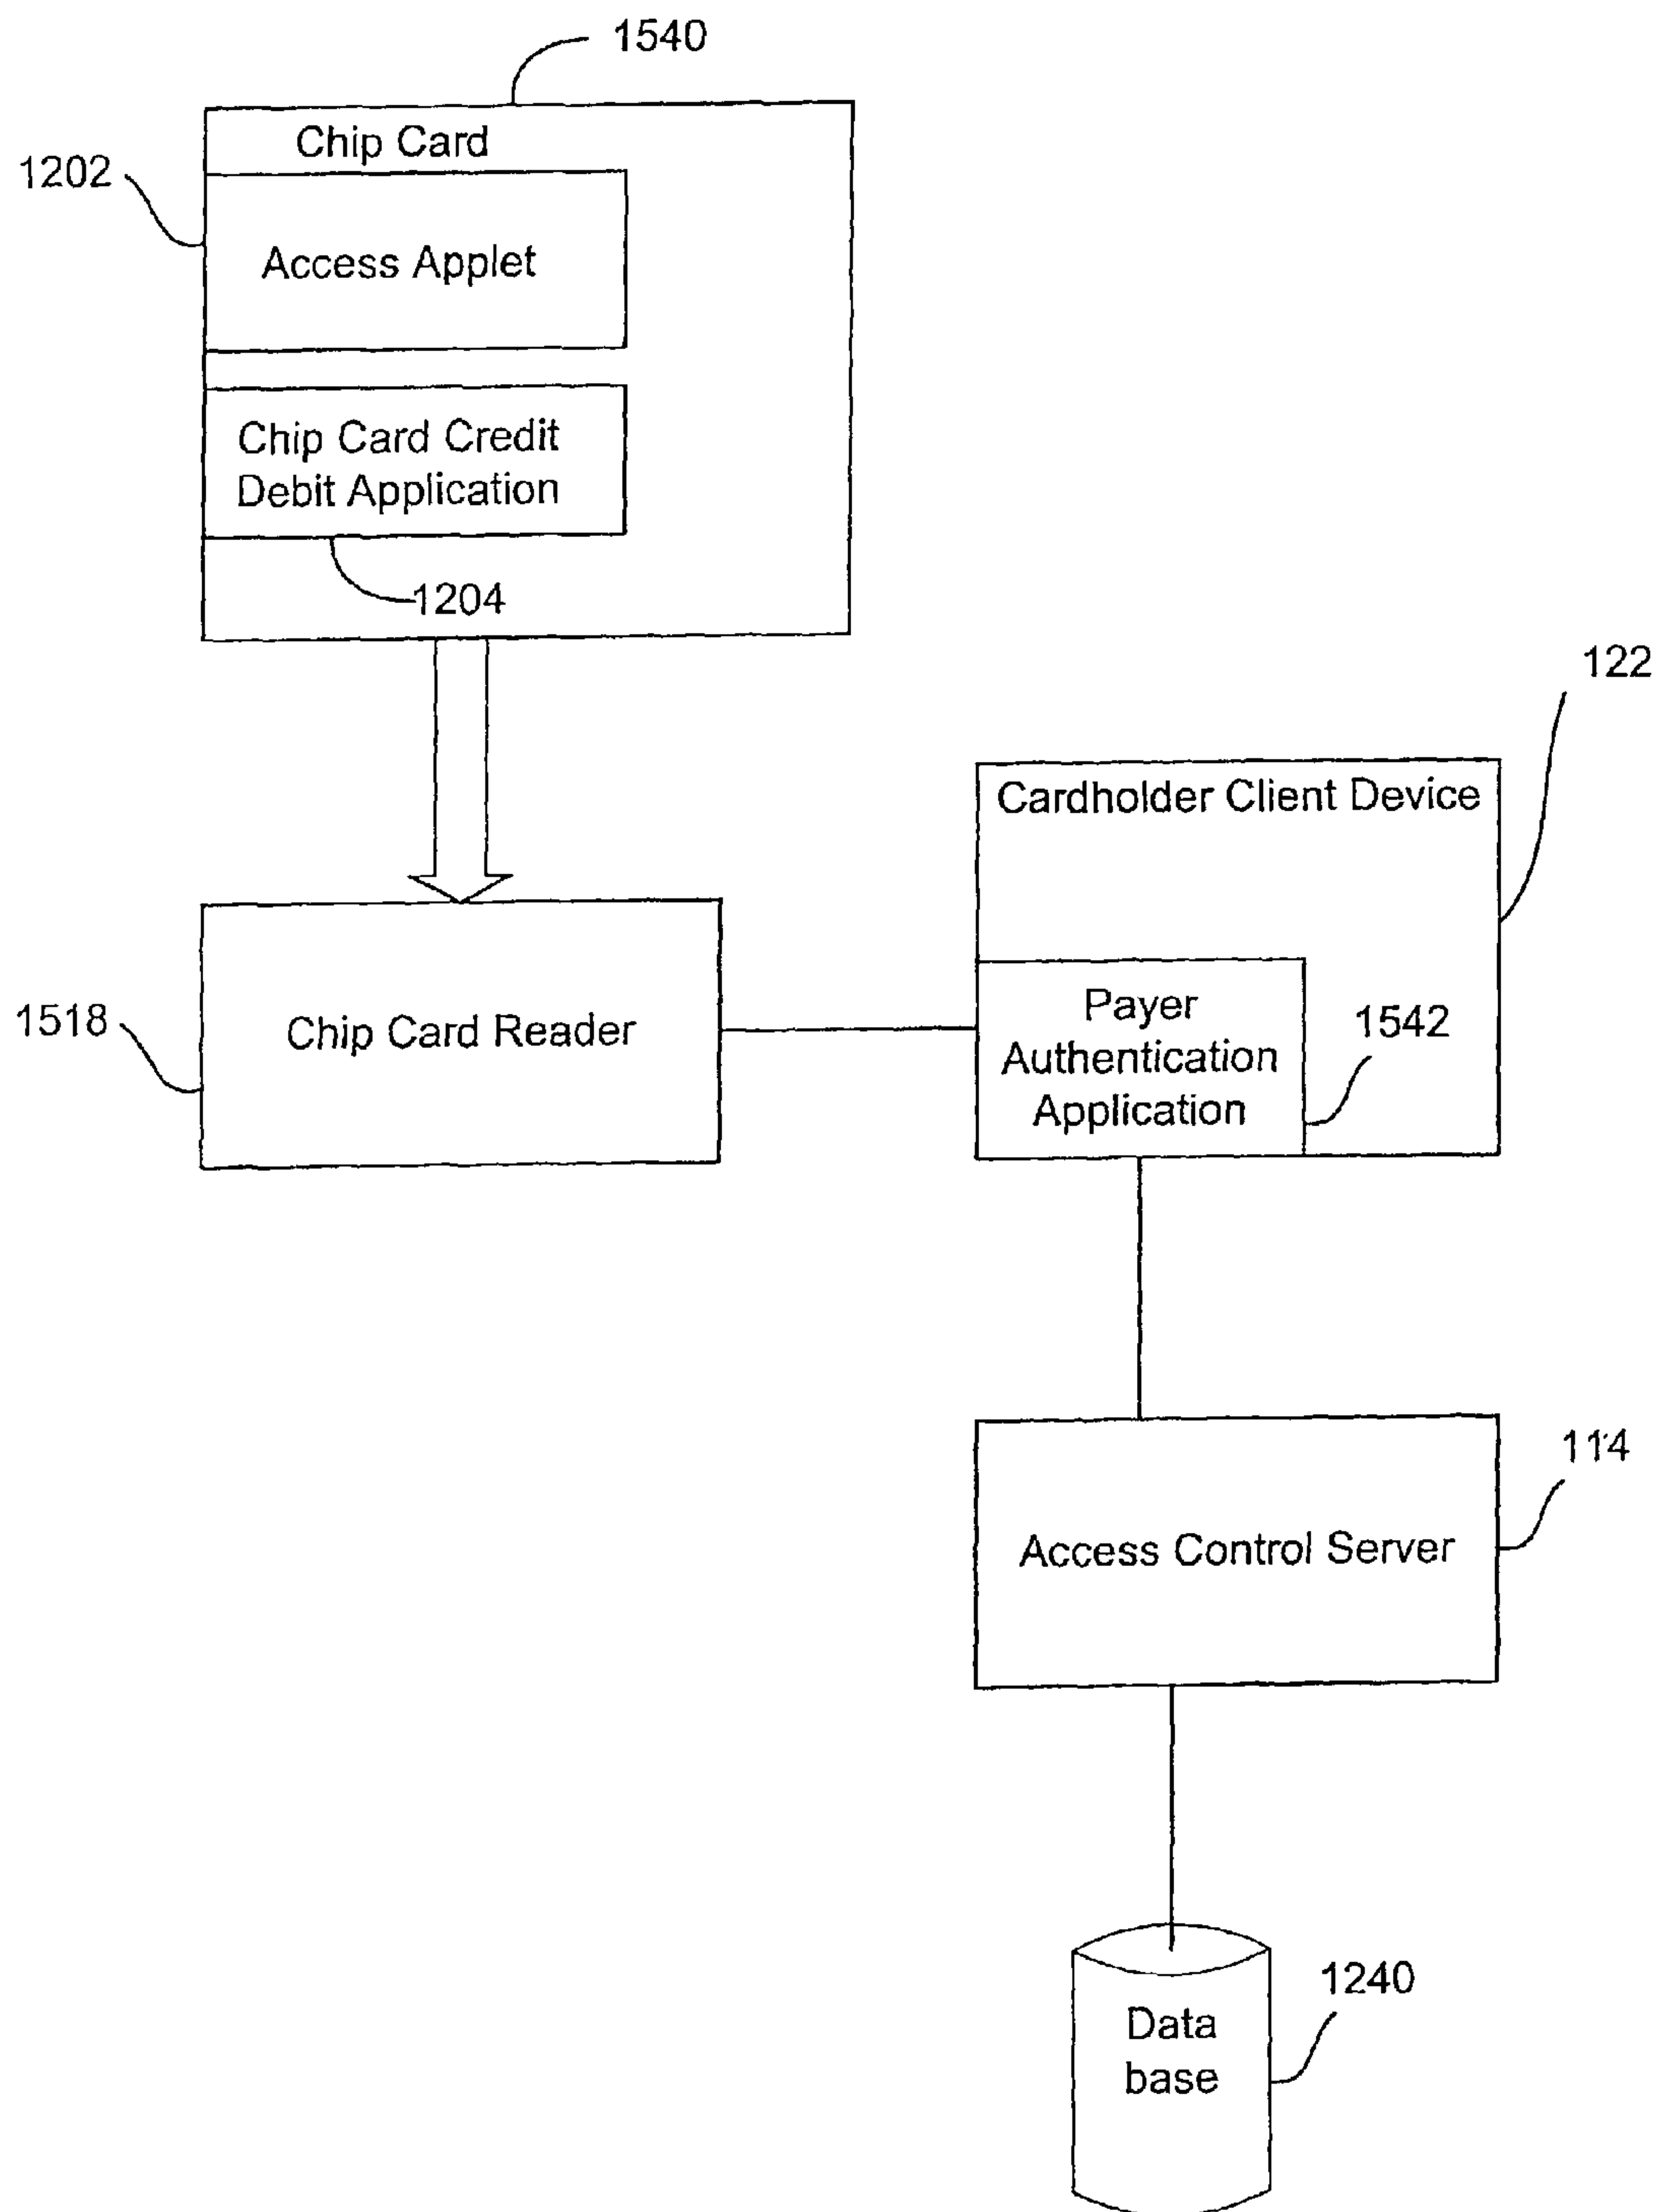 1540
Chip Card
1202
Access Applet
Chip Card Credit
Debit Application
1204
122
Cardholder Client Device
Payer
Authentication
Application
1542
1518
Chip Card Reader
114
Access Control Server
1240
Data
base